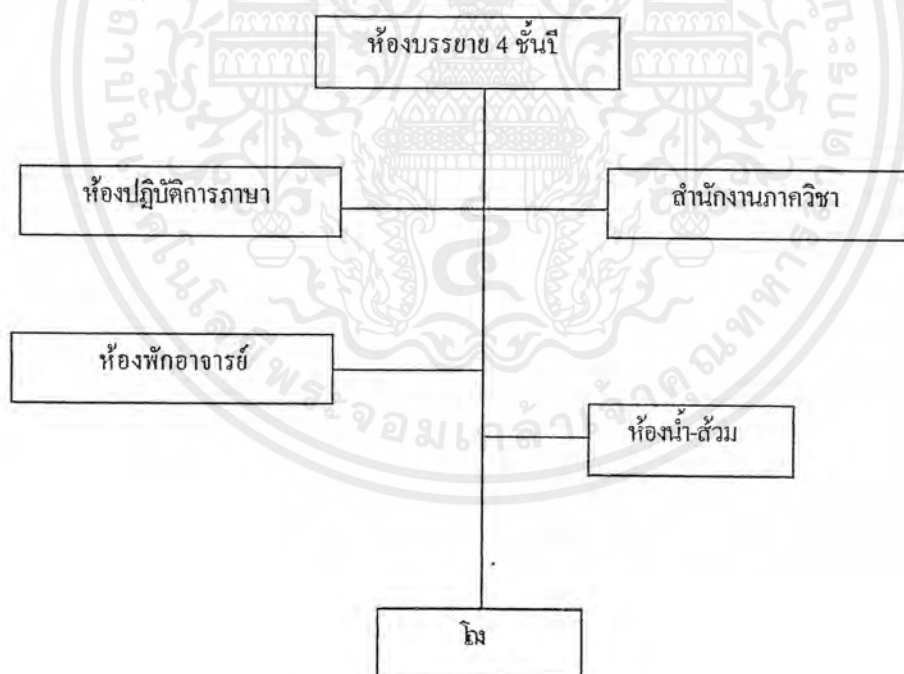 ห้องบรรยาย 4 ชั้นปี
ห้องปฏิบัติการภาษา
สำนักงานภาควิชา
ห้องพักอาจารย์
ห้องน้ำ-ส้วม
โถง